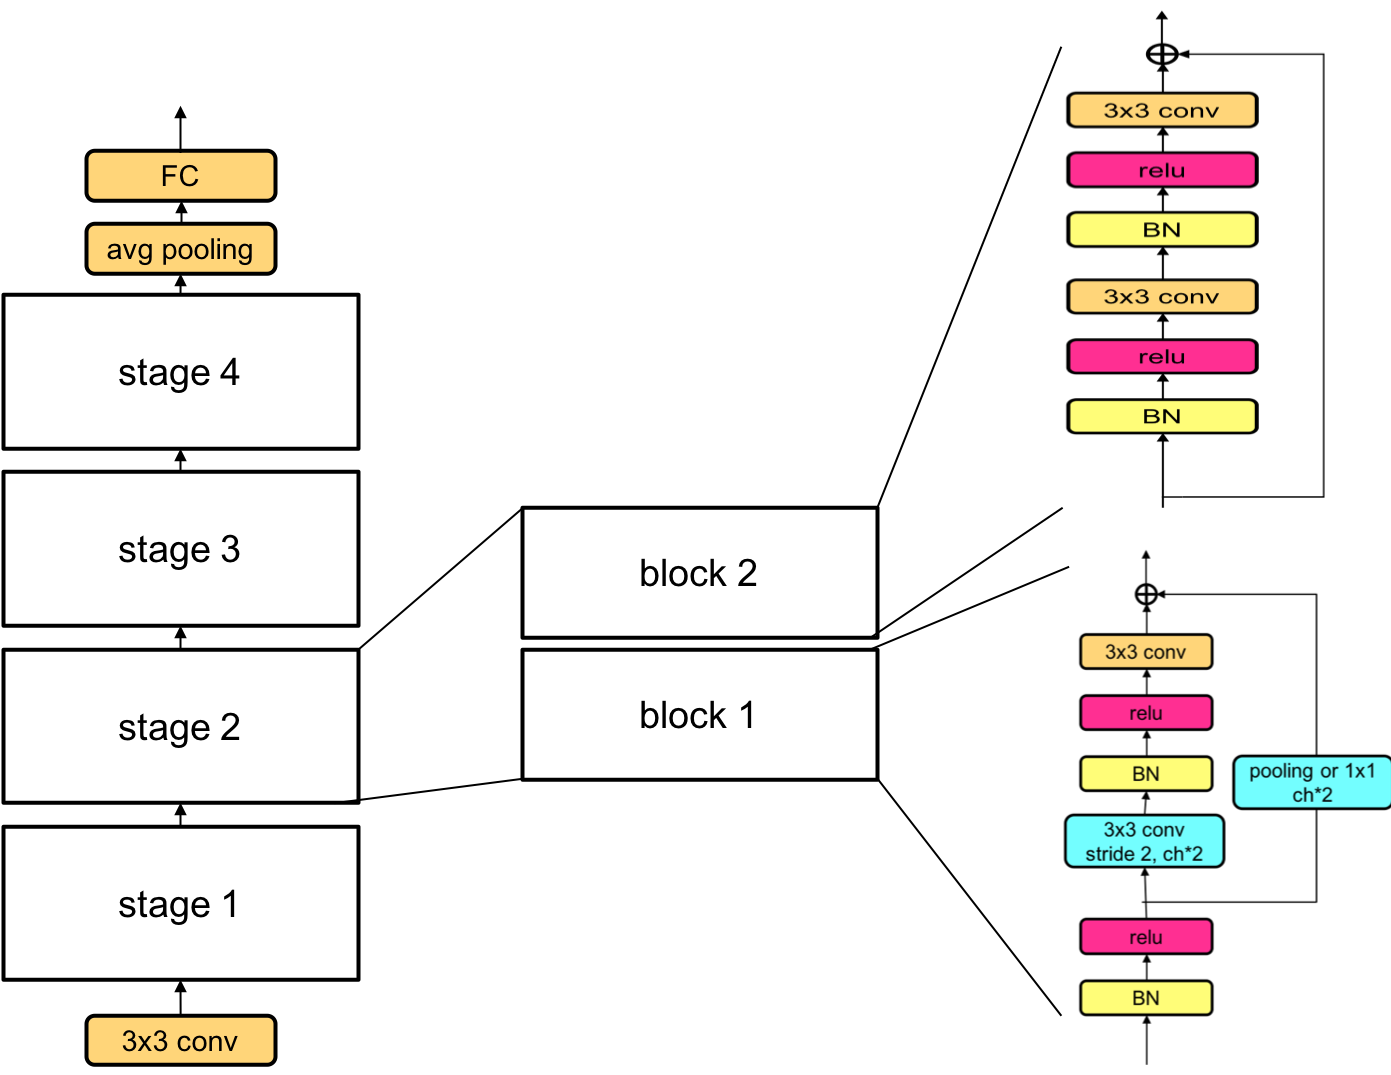 FC
avg pooling
stage 4
stage 3
stage 2
stage 1
3x3 conv
block 2
block 1
3x3 conv
relu
BN
3x3 conv
relu
BN
3x3 conv
relu
BN
3x3 conv
stride 2, ch*2
relu
BN
pooling or 1x1
ch*2